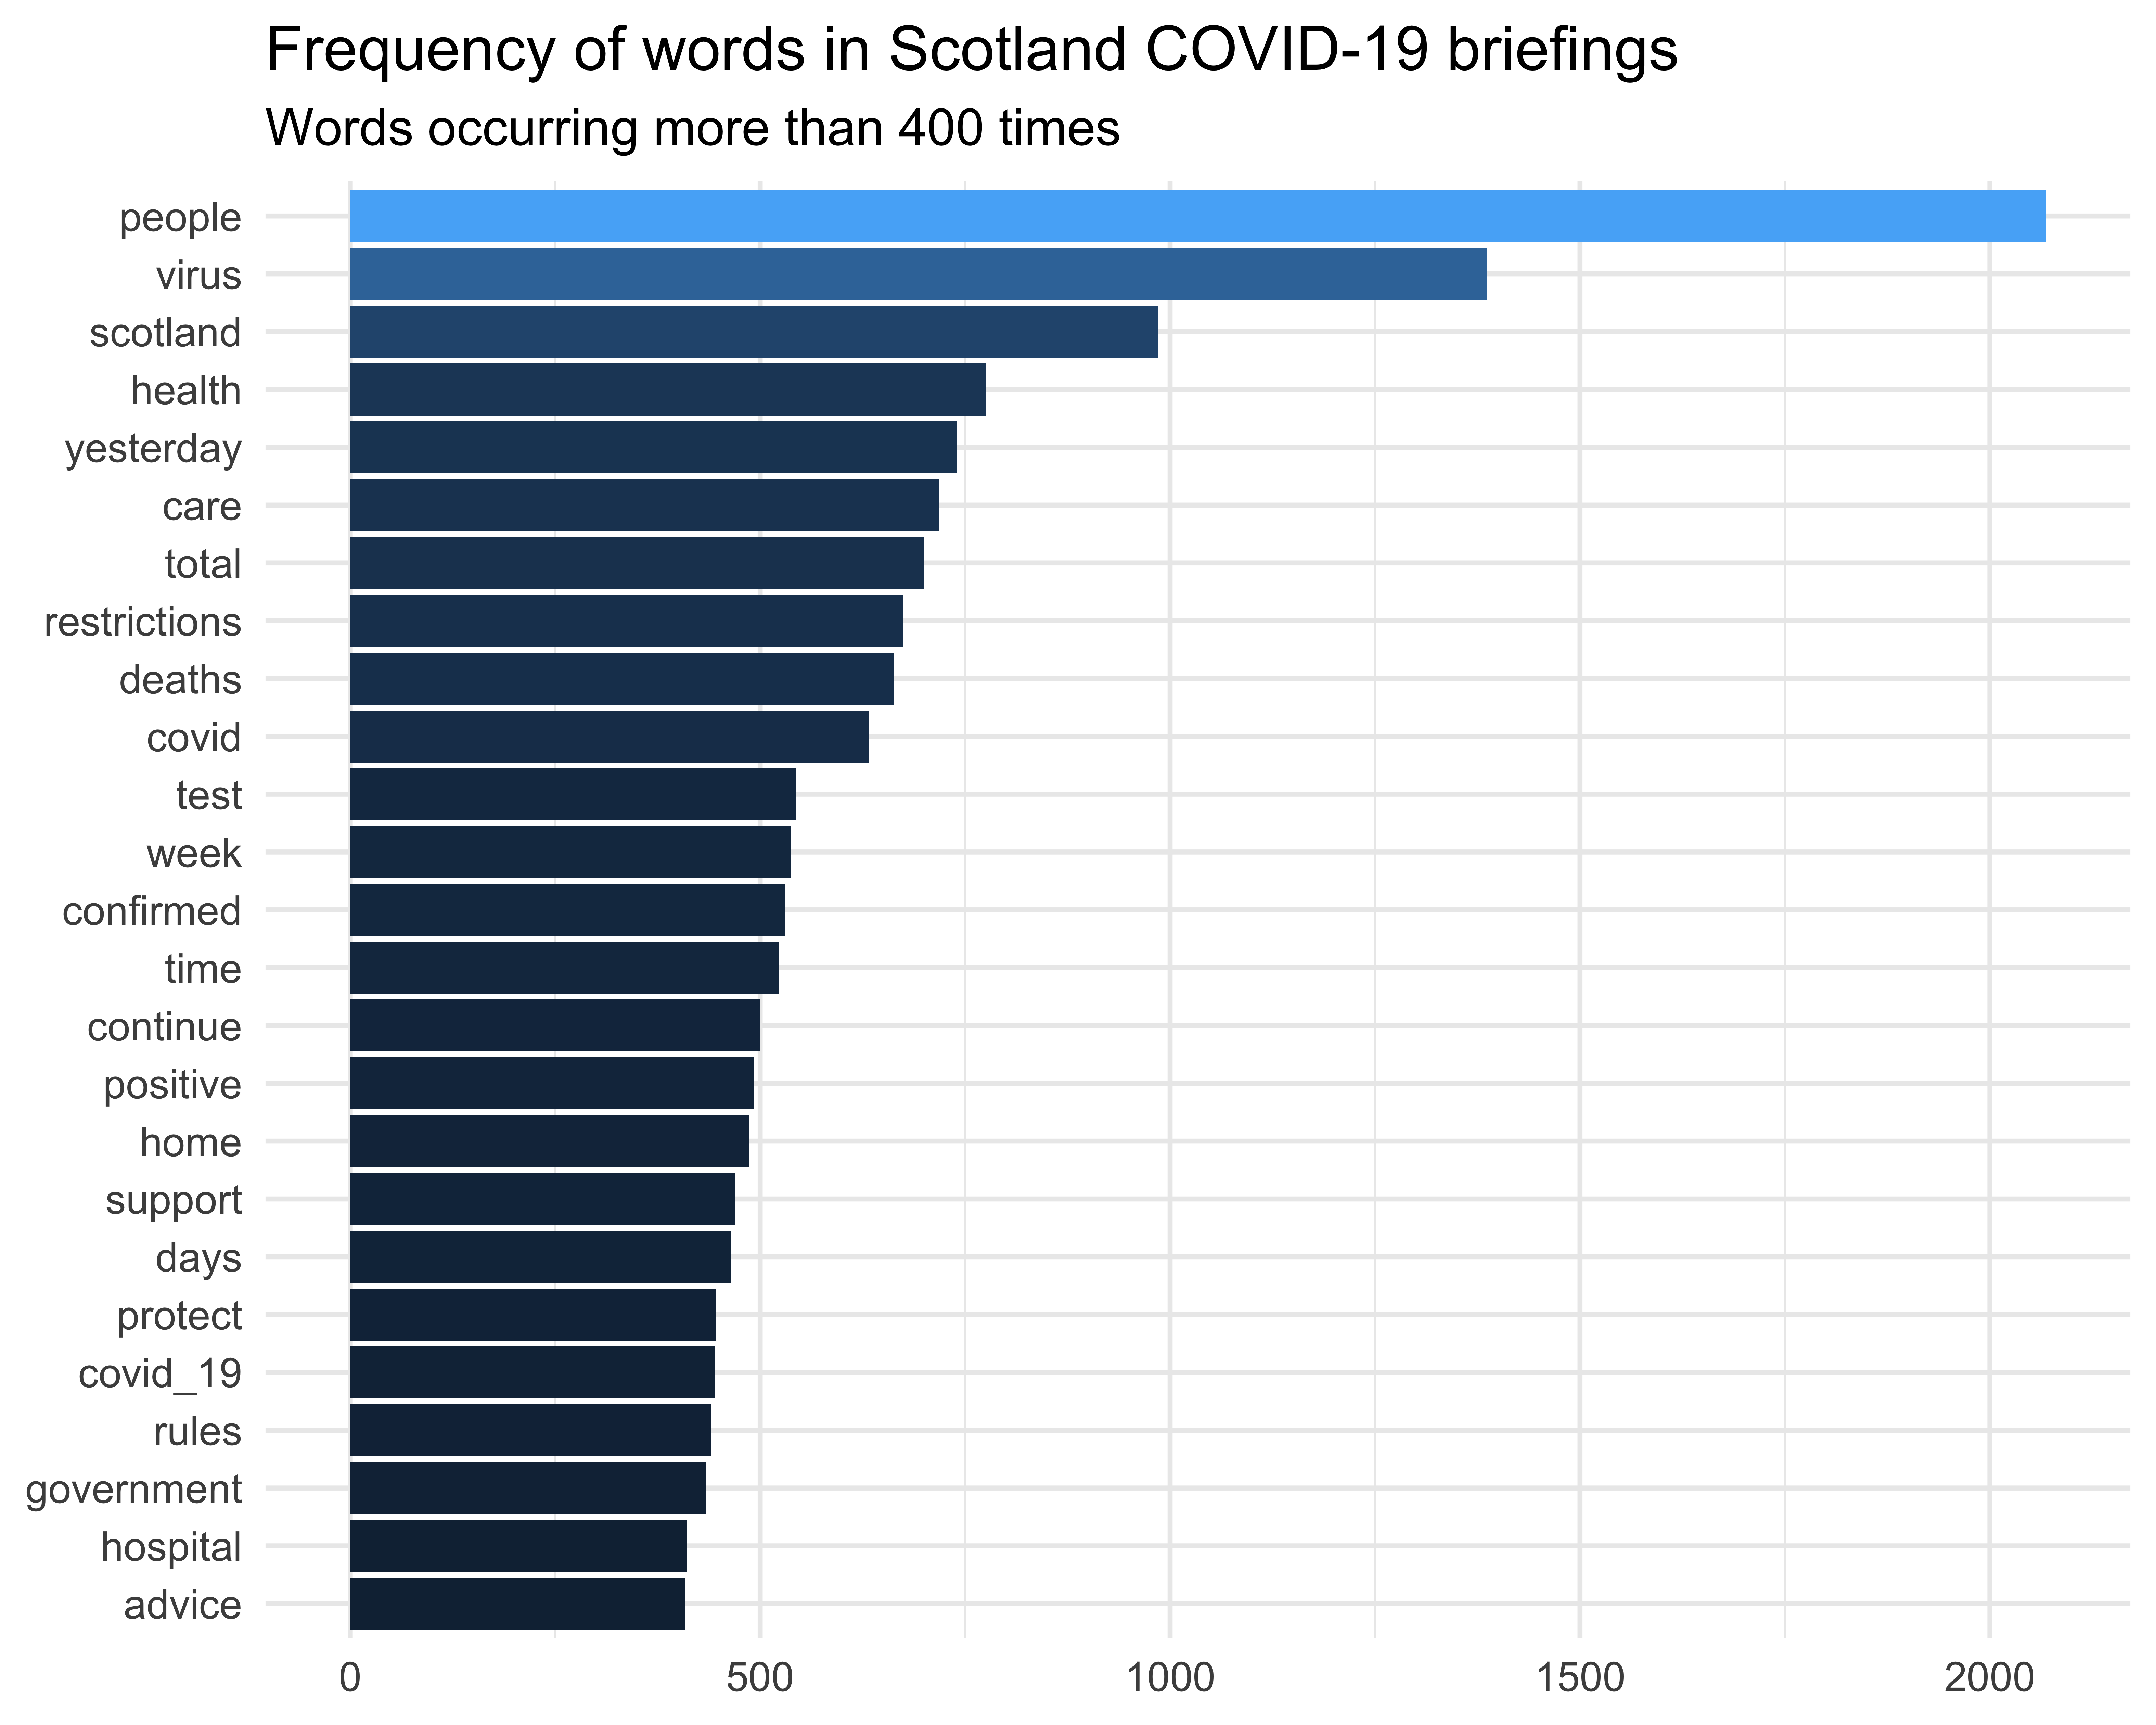 Frequency of words in Scotland COVID-19 briefings
Words occurring more than 400 times
people
virus
scotland
health
yesterday
care
total
restrictions
deaths
covid
test
week
confirmed
time
continue
positive
home
support
days
protect
covid_19
rules
government
hospital
advice
0 500 1000 1500 2000